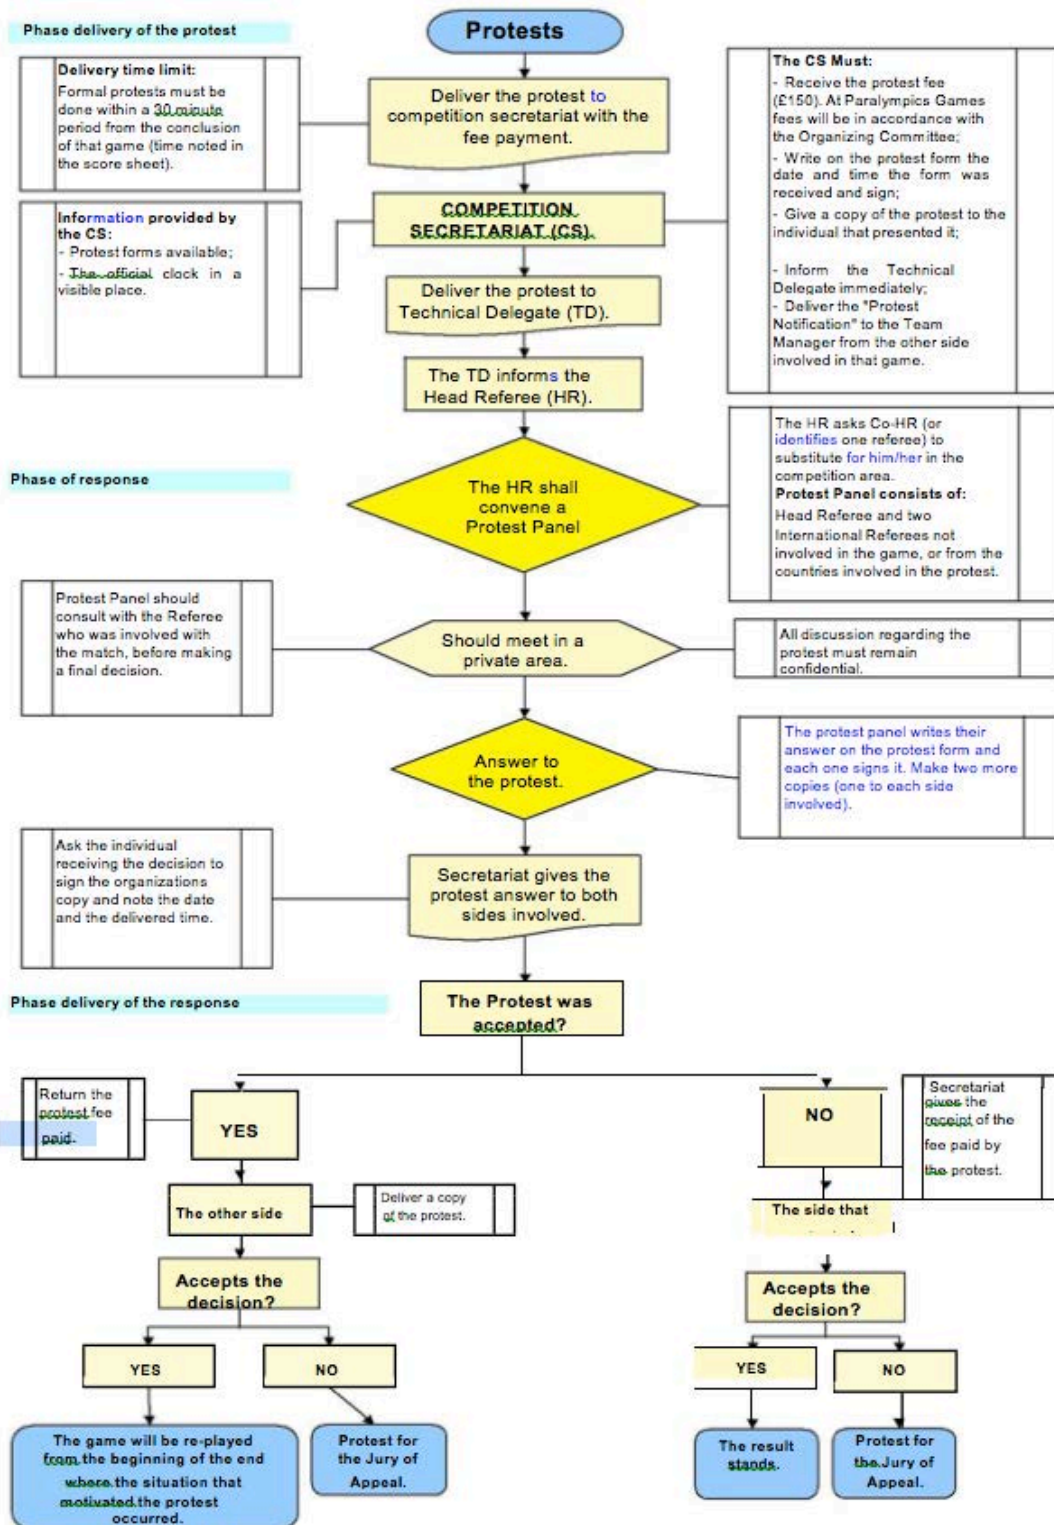 Protests
Phase delivery of the protest
Delivery time limit:
Formal protests must be
done within a 30 minute
period from the conclusion
of that game (time noted in
the score sheet).
Deliver the protest to
competition secretariat with the
fee payment.
The CS Must:
- Receive the protest fee
(£150). At Paralympics Games
fees will be in accordance with
the Organizing Committee;
- Write on the protest form the
date and time the form was
received and sign;
- Give a copy of the protest to the
individual that presented it;
- Inform the Technical
Delegate immediately;
- Deliver the "Protest
Notification" to the Team
Manager from the other side
involved in that game.
COMPETITION
SECRETARIAT (CS)
Information provided by
the CS:
- Protest forms available;
- The official clock in a
visible place.
Deliver the protest to
Technical Delegate (TD).
The TD informs the
Head Referee (HR).
Phase of response
The HR shall
convene a
Protest Panel
The HR asks Co-HR (or
identifies one referee) to
substitute for him/her in the
competition area.
Protest Panel consists of:
Head Referee and two
International Referees not
involved in the game, or from the
countries involved in the protest.
Protest Panel should
consult with the Referee
who was involved with
the match, before making
a final decision.
Should meet in a
private area.
All discussion regarding the
protest must remain
confidential.
Answer to
the protest.
The protest panel writes their
answer on the protest form and
each one signs it. Make two more
copies (one to each side
involved).
Ask the individual
receiving the decision to
sign the organizations
copy and note the date
and the delivered time.
Secretariat gives the
protest answer to both
sides involved.
Phase delivery of the response
The Protest was
accepted?
Return the
protest fee
paid.
YES
NO
Secretariat
gives the
receipt of the
fee paid by
the protest.
The other side
Deliver a copy
of the protest.
The side that
Accepts the
decision?
Accepts the
decision?
YES
NO
YES
NO
The game will be re-played
from the beginning of the end
where the situation that
motivated the protest
occurred.
Protest for
the Jury of
Appeal.
The result
stands.
Protest for
the Jury of
Appeal.